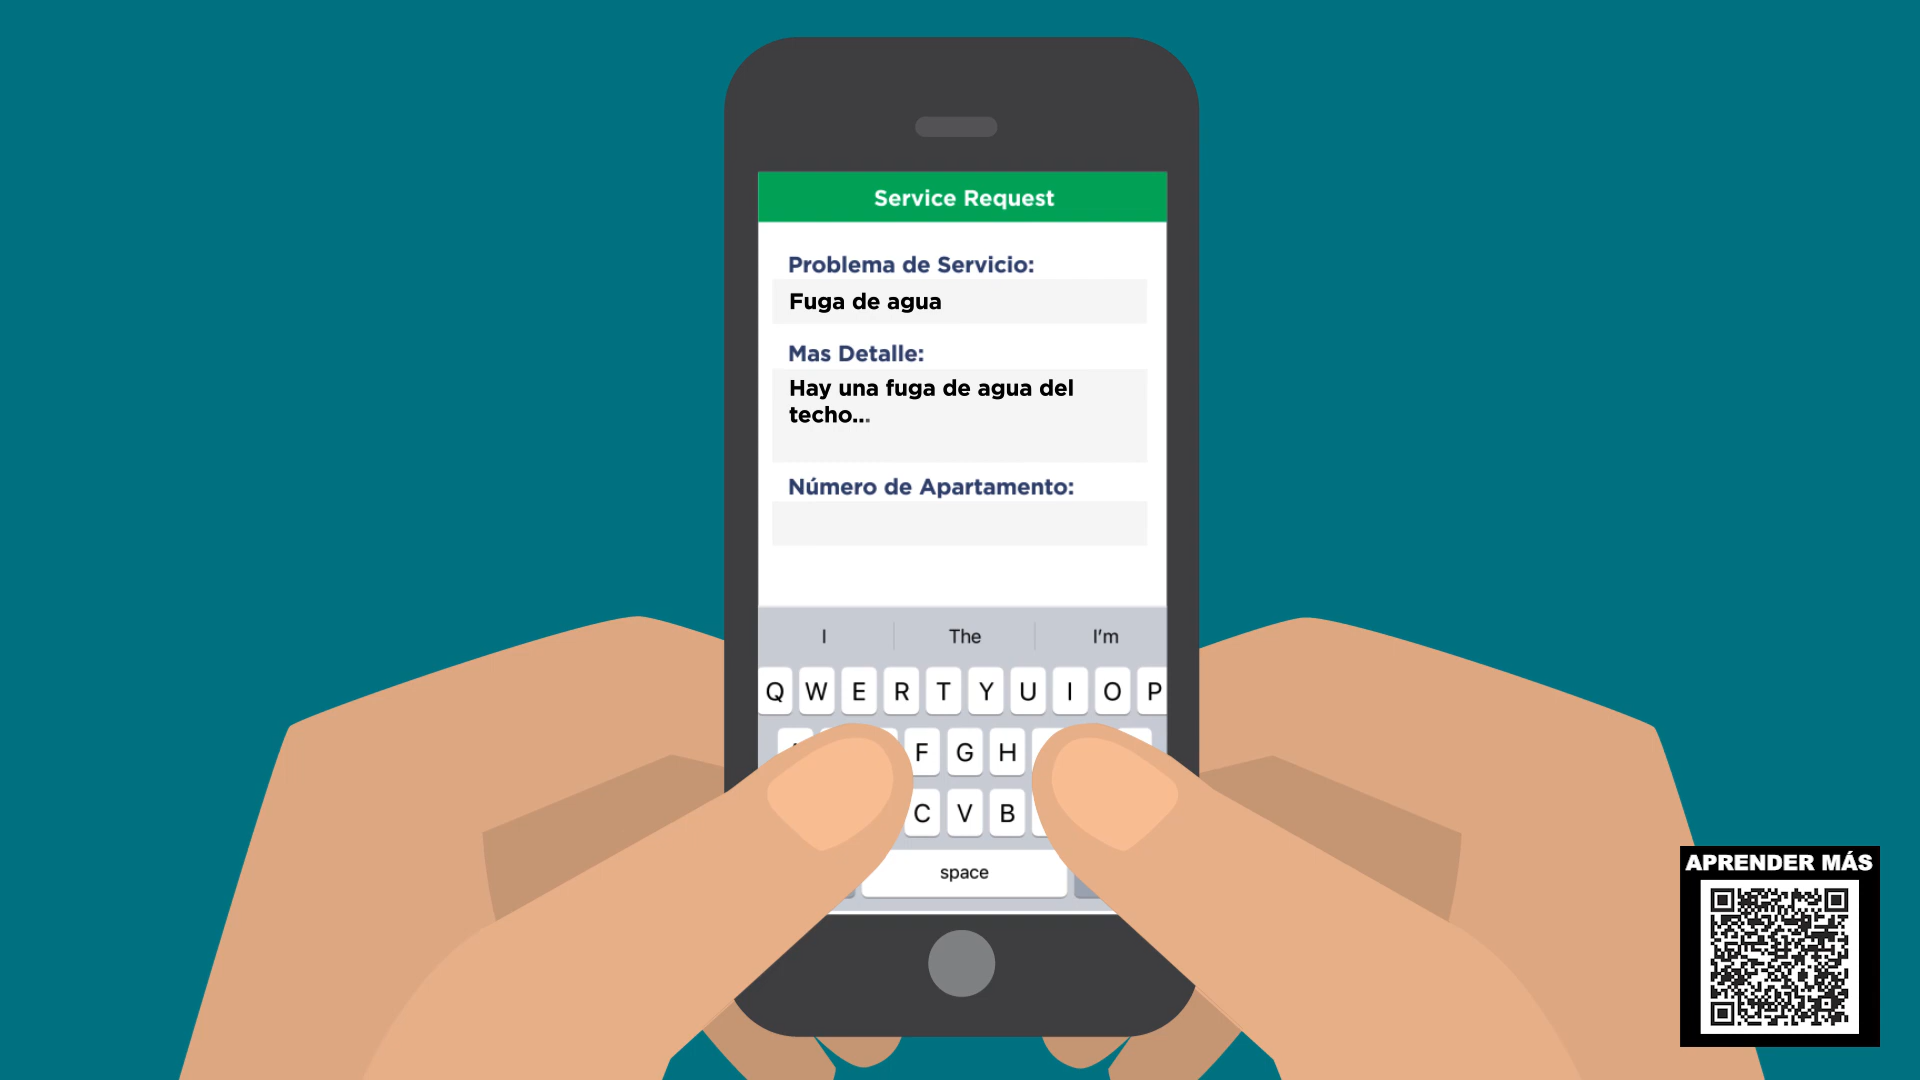 Service Request
Problema de Servicio:
Fuga de agua
Mas Detalle:
Hay una fuga de agua del
techo...
Número de Apartamento:
I The I'm
Q W E R T Y U I O P
F G H
C V B
space
APRENDER MÁS